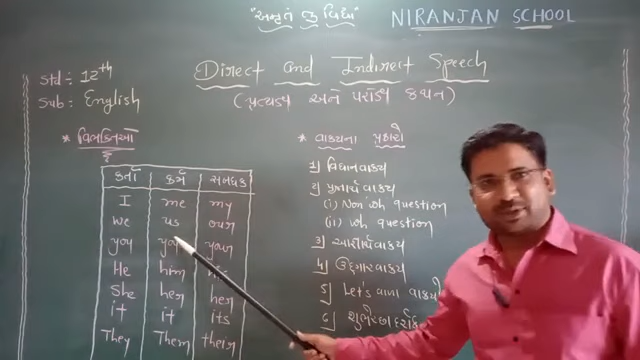 "અમૃતં તુ વિદ્યા"
NIRANJAN SCHOOL
Std : 12th
Sub : English
Direct and Indirect Speech
(પ્રત્યક્ષ અને પરોક્ષ કથન)
* વિભક્તિઓ
કર્તા કર્મ સંબંધક
I me my
we us our
you you your
He him his
She her her
it it its
They Them their
* વાક્યના પ્રકારો
1) વિધાનવાક્ય
2) પ્રશ્નાર્થ વાક્ય
(i) Non 'wh question
(ii) wh question
3) આજ્ઞાર્થ વાક્ય
4) ઉદ્‍ગાર વાક્ય
5) Let's વાળા વાક્યો
6) શુભેચ્છા દર્શક